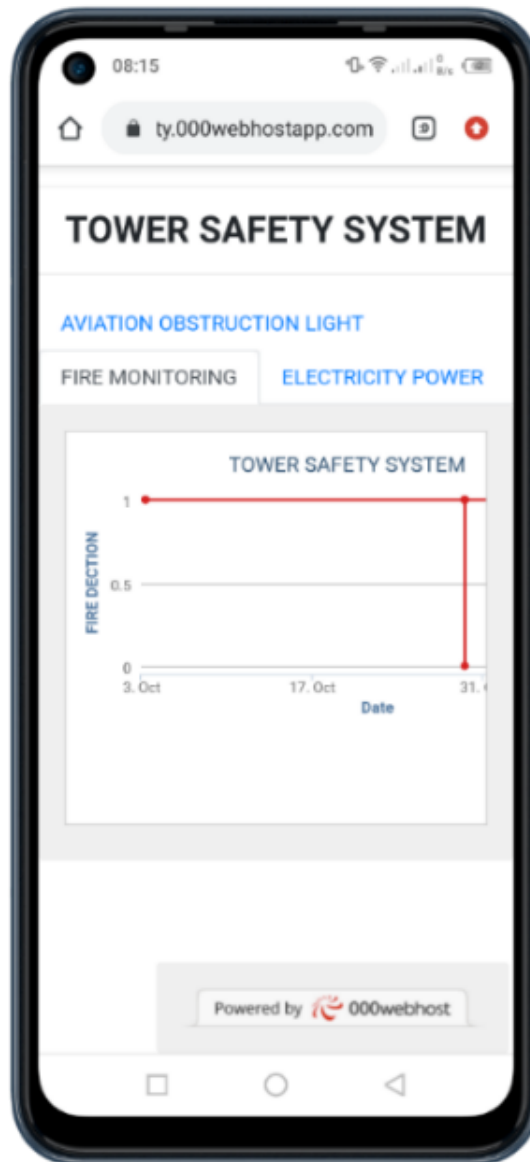 08:15
0
B/s
ty.000webhostapp.com
:D
TOWER SAFETY SYSTEM
AVIATION OBSTRUCTION LIGHT
FIRE MONITORING
ELECTRICITY POWER
TOWER SAFETY SYSTEM
1
FIRE DECTION
0.5
0
3. Oct
17. Oct
31.
Date
Powered by 000webhost